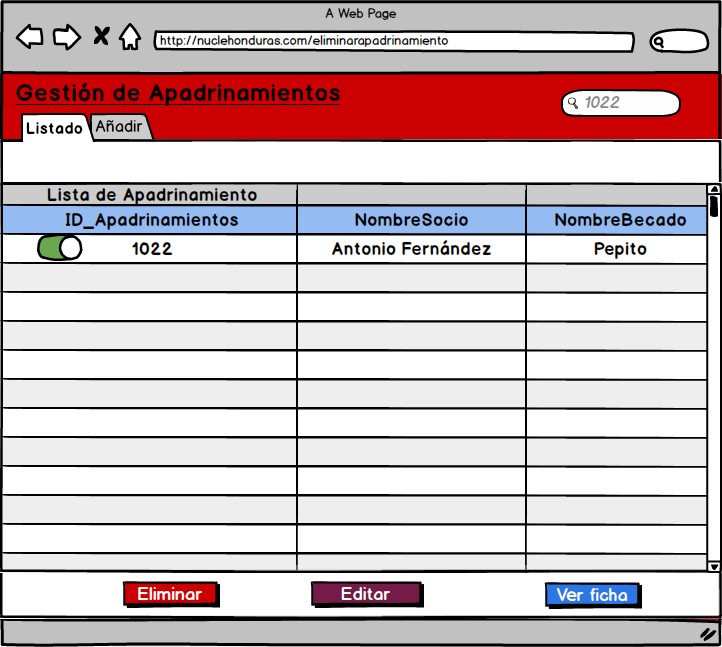 A Web Page
http://nuclehonduras.com/eliminarapadrinamiento
Gestión de Apadrinamientos
1022
Listado Añadir
Lista de Apadrinamiento
ID_Apadrinamientos NombreSocio NombreBecado
1022 Antonio Fernández Pepito
Eliminar Editar Ver ficha